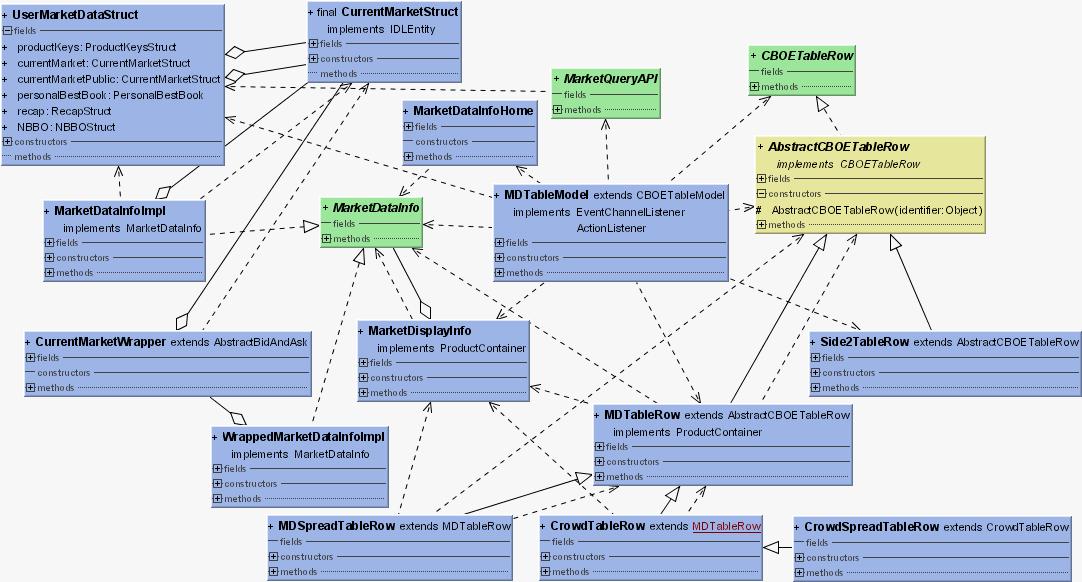 + UserMarketDataStruct
fields
+ productKeys: ProductKeysStruct
+ currentMarket: CurrentMarketStruct
+ currentMarketPublic: CurrentMarketStruct
+ personalBestBook: PersonalBestBook
+ recap: RecapStruct
+ NBBO: NBBOStruct
constructors
methods
+ final CurrentMarketStruct
implements IDLEntity
fields
constructors
methods
+ MarketQueryAPI
fields
methods
+ CBOETableRow
fields
methods
+ MarketDataInfoHome
fields
constructors
methods
+ AbstractCBOETableRow
implements CBOETableRow
fields
constructors
# AbstractCBOETableRow(identifier:Object)
methods
+ MarketDataInfoImpl
implements MarketDataInfo
fields
constructors
methods
+ MarketDataInfo
fields
methods
+ MDTableModel extends CBOETableModel
implements EventChannelListener
ActionListener
fields
constructors
methods
+ CurrentMarketWrapper extends AbstractBidAndAsk
fields
constructors
methods
+ MarketDisplayInfo
implements ProductContainer
fields
constructors
methods
+ Side2TableRow extends AbstractCBOETableRow
fields
constructors
methods
+ MDTableRow extends AbstractCBOETableRow
implements ProductContainer
fields
constructors
methods
+ WrappedMarketDataInfoImpl
implements MarketDataInfo
fields
constructors
methods
+ MDSpreadTableRow extends MDTableRow
fields
constructors
methods
+ CrowdTableRow extends MDTableRow
fields
constructors
methods
+ CrowdSpreadTableRow extends CrowdTableRow
fields
constructors
methods